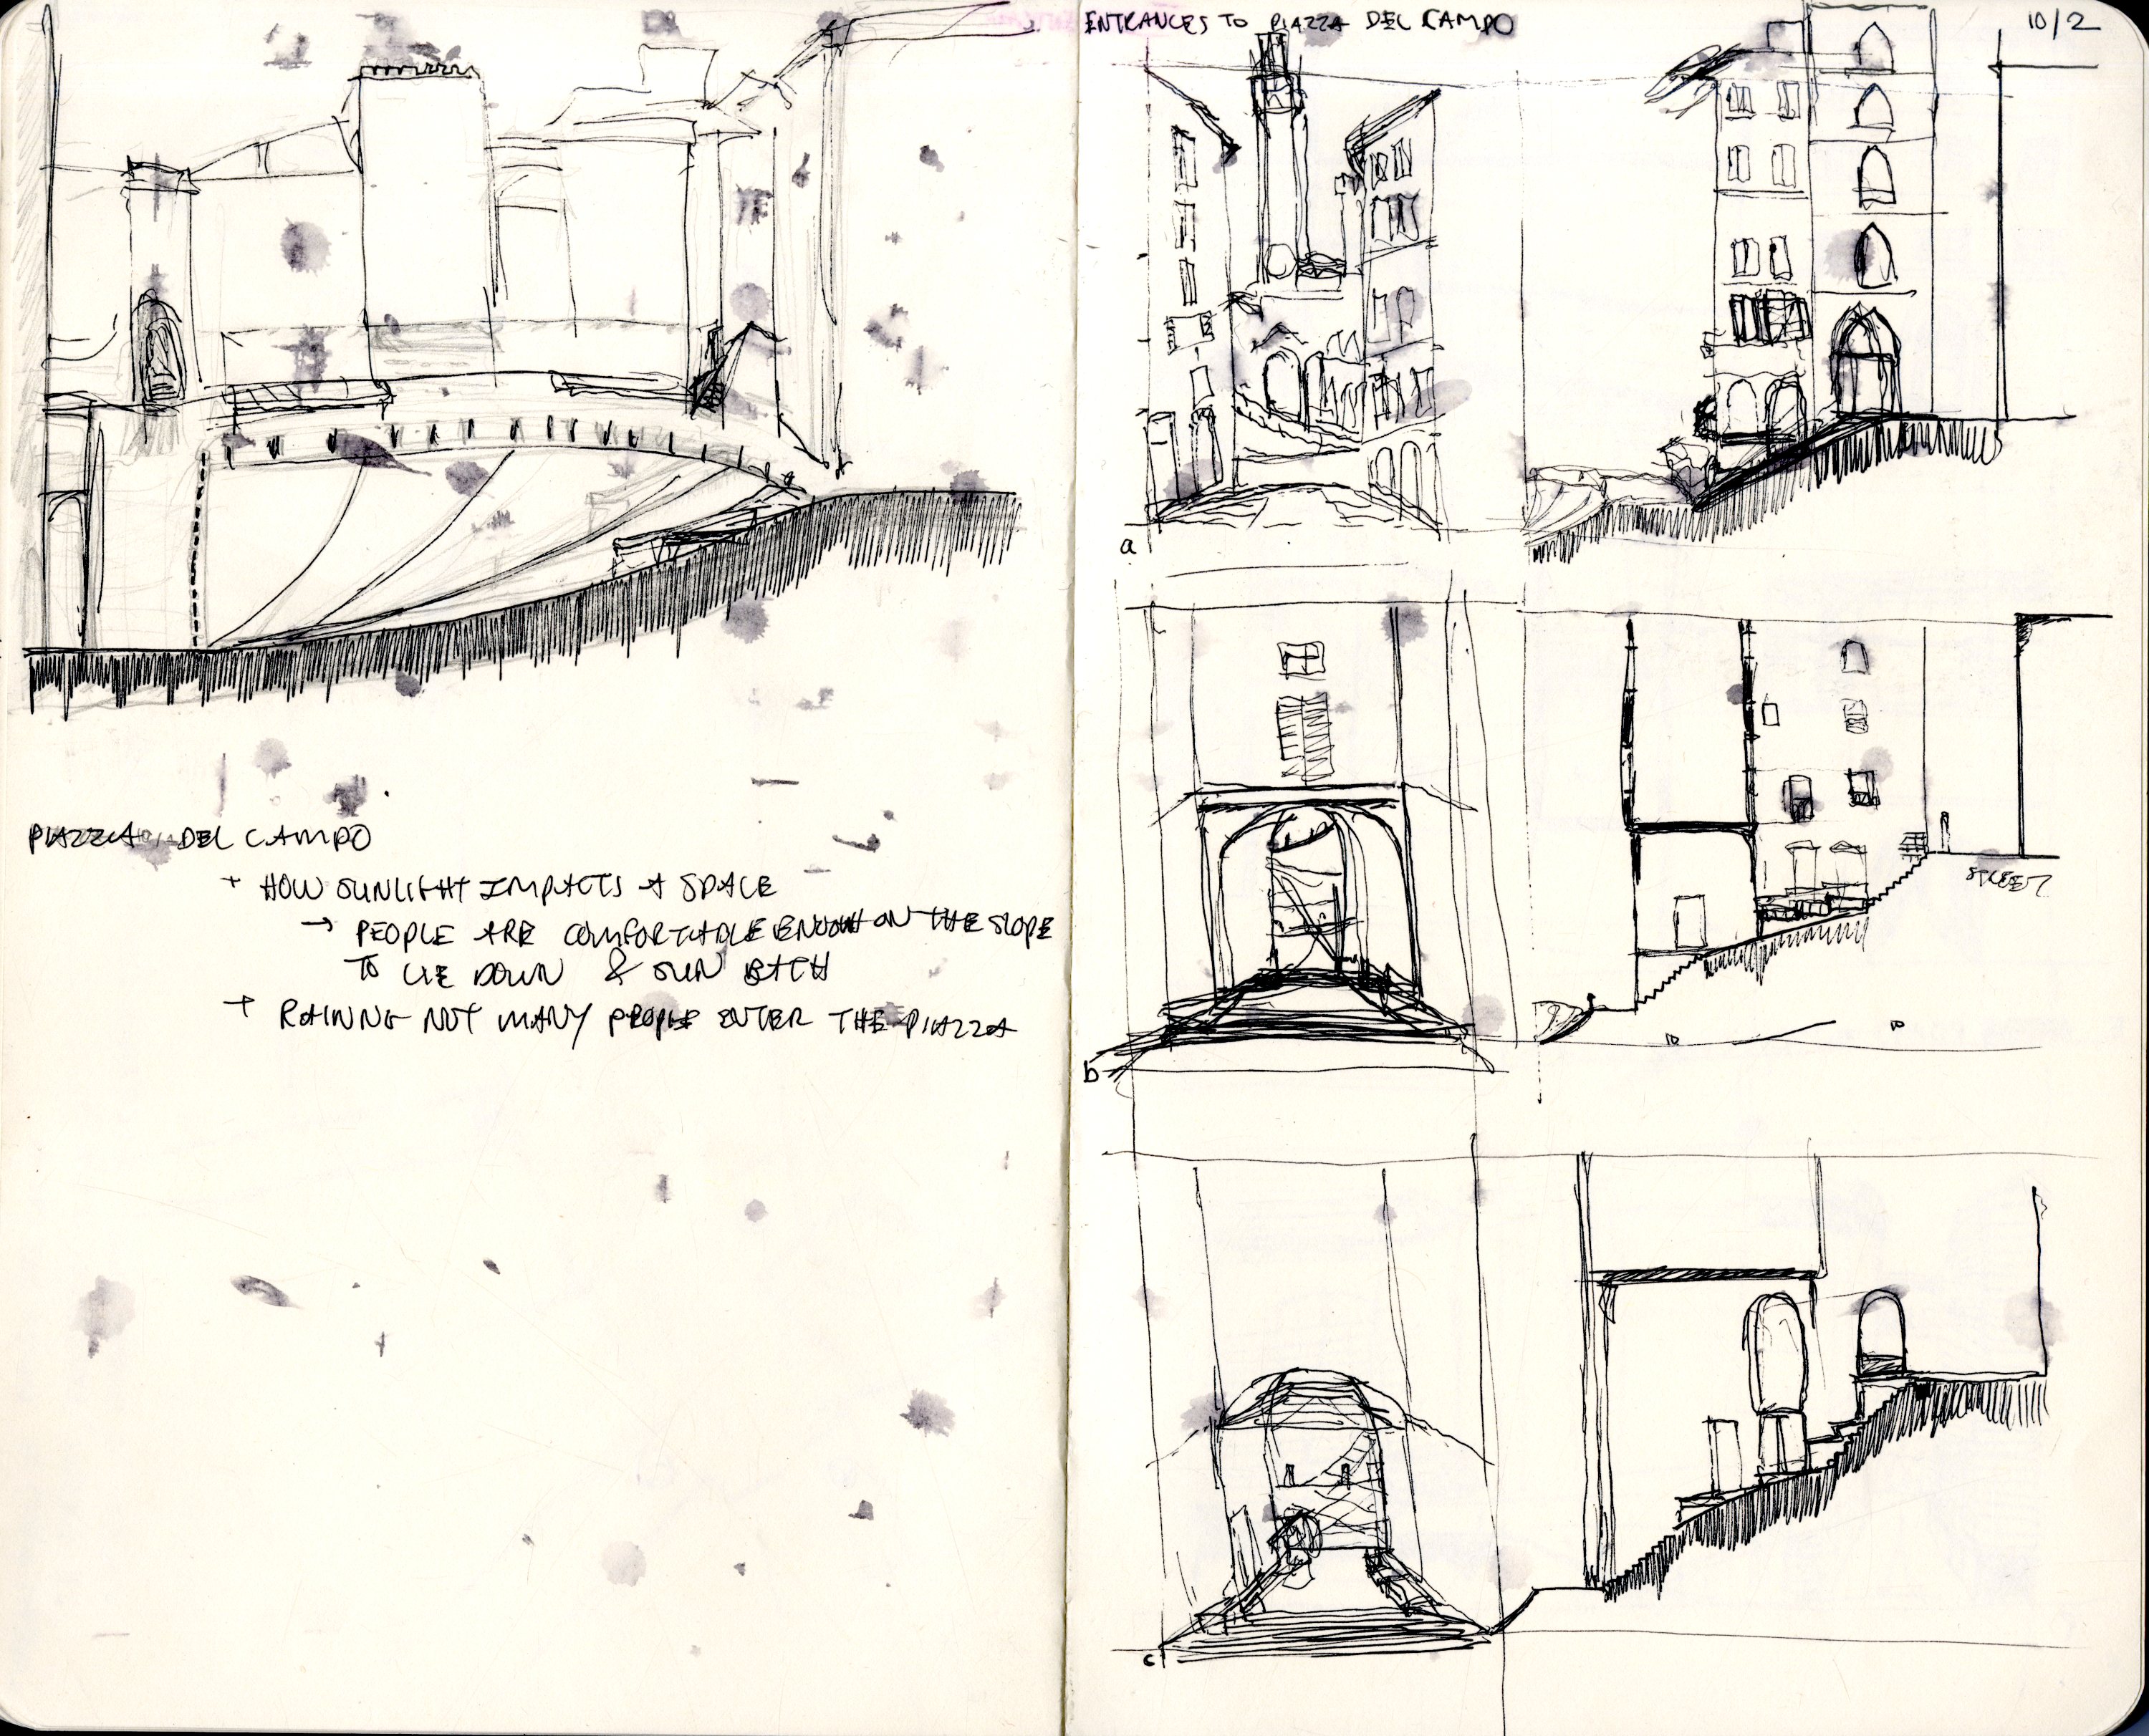 PIAZZA DEL CAMPO
+ HOW SUNLIGHT IMPACTS A SPACE
→ PEOPLE ARE COMFORTABLE ENOUGH ON THE SLOPE
TO LIE DOWN & SUN BATH
+ RAINING NOT MANY PEOPLE ENTER THE PIAZZA
ENTRANCES TO PIAZZA DEL CAMPO
10/2
a
STREET
b
c